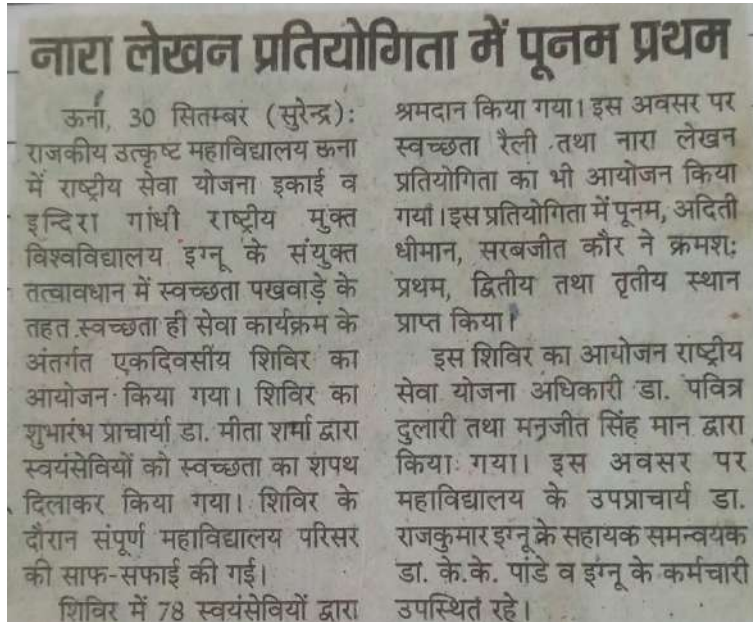 नारा लेखन प्रतियोगिता में पूनम प्रथम
ऊना, 30 सितम्बर (सुरेन्द्र):
राजकीय उत्कृष्ट महाविद्यालय ऊना
में राष्ट्रीय सेवा योजना इकाई व
इन्दिरा गांधी राष्ट्रीय मुक्त
विश्वविद्यालय इग्नू के संयुक्त
तत्वावधान में स्वच्छता पखवाड़े के
तहत स्वच्छता ही सेवा कार्यक्रम के
अंतर्गत एकदिवसीय शिविर का
आयोजन किया गया। शिविर का
शुभारंभ प्राचार्या डा. मीता शर्मा द्वारा
स्वयंसेवियों को स्वच्छता का शपथ
दिलाकर किया गया। शिविर के
दौरान संपूर्ण महाविद्यालय परिसर
की साफ-सफाई की गई।
शिविर में 78 स्वयंसेवियों द्वारा
श्रमदान किया गया। इस अवसर पर
स्वच्छता रैली तथा नारा लेखन
प्रतियोगिता का भी आयोजन किया
गया। इस प्रतियोगिता में पूनम, अदिती
धीमान, सरबजीत कौर ने क्रमश:
प्रथम, द्वितीय तथा तृतीय स्थान
प्राप्त किया।
इस शिविर का आयोजन राष्ट्रीय
सेवा योजना अधिकारी डा. पवित्र
दुलारी तथा मनजीत सिंह मान द्वारा
किया गया। इस अवसर पर
महाविद्यालय के उपप्राचार्य डा.
राजकुमार इग्नू के सहायक समन्वयक
डा. के.के. पांडे व इग्नू के कर्मचारी
उपस्थित रहे।